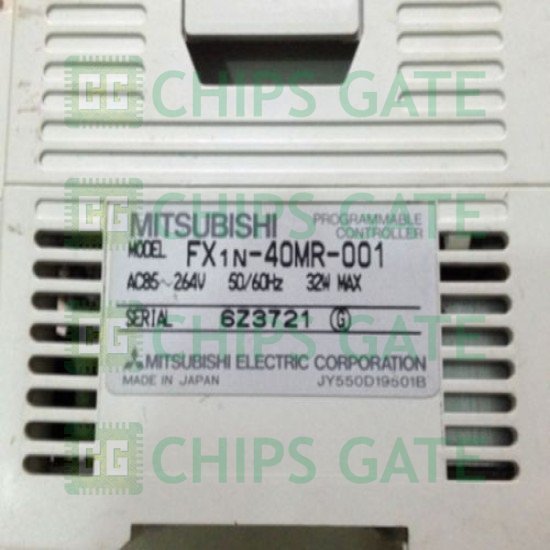 CHIPS GATE
MITSUBISHI PROGRAMMABLE CONTROLLER
MODEL FX1N-40MR-001
AC85~264V 50/60Hz 32W MAX
SERIAL 6Z3721 G
MITSUBISHI ELECTRIC CORPORATION
MADE IN JAPAN JY550D19501B
CHIPS GATE
CHIPS GATE
CHIPS GATE